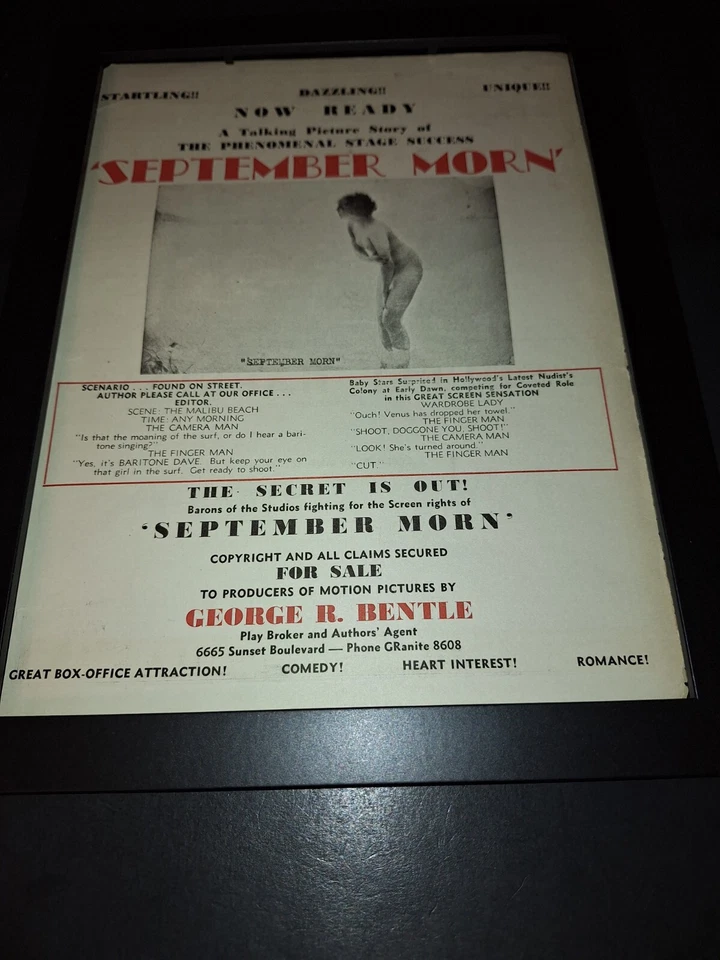 STARTLING!! DAZZLING!! UNIQUE!!
NOW READY
A Talking Picture Story of
THE PHENOMENAL STAGE SUCCESS
'SEPTEMBER MORN'
"SEPTEMBER MORN"
SCENARIO . . . FOUND ON STREET.
AUTHOR PLEASE CALL AT OUR OFFICE . . .
EDITOR.
SCENE: THE MALIBU BEACH
TIME: ANY MORNING
THE CAMERA MAN
"Is that the moaning of the surf, or do I hear a bari-
tone singing?"
THE FINGER MAN
"Yes, it's BARITONE DAVE. But keep your eye on
that girl in the surf. Get ready to shoot."
Baby Stars Surprised in Hollywood's Latest Nudist's
Colony at Early Dawn, competing for Coveted Role
in this GREAT SCREEN SENSATION
WARDROBE LADY
"Ouch! Venus has dropped her towel."
THE FINGER MAN
"SHOOT, DOGGONE YOU, SHOOT!"
THE CAMERA MAN
"LOOK! She's turned around."
THE FINGER MAN
"CUT."
THE SECRET IS OUT!
Barons of the Studios fighting for the Screen rights of
'SEPTEMBER MORN'
COPYRIGHT AND ALL CLAIMS SECURED
FOR SALE
TO PRODUCERS OF MOTION PICTURES BY
GEORGE R. BENTLE
Play Broker and Authors' Agent
6665 Sunset Boulevard — Phone GRanite 8608
GREAT BOX-OFFICE ATTRACTION! COMEDY! HEART INTEREST! ROMANCE!